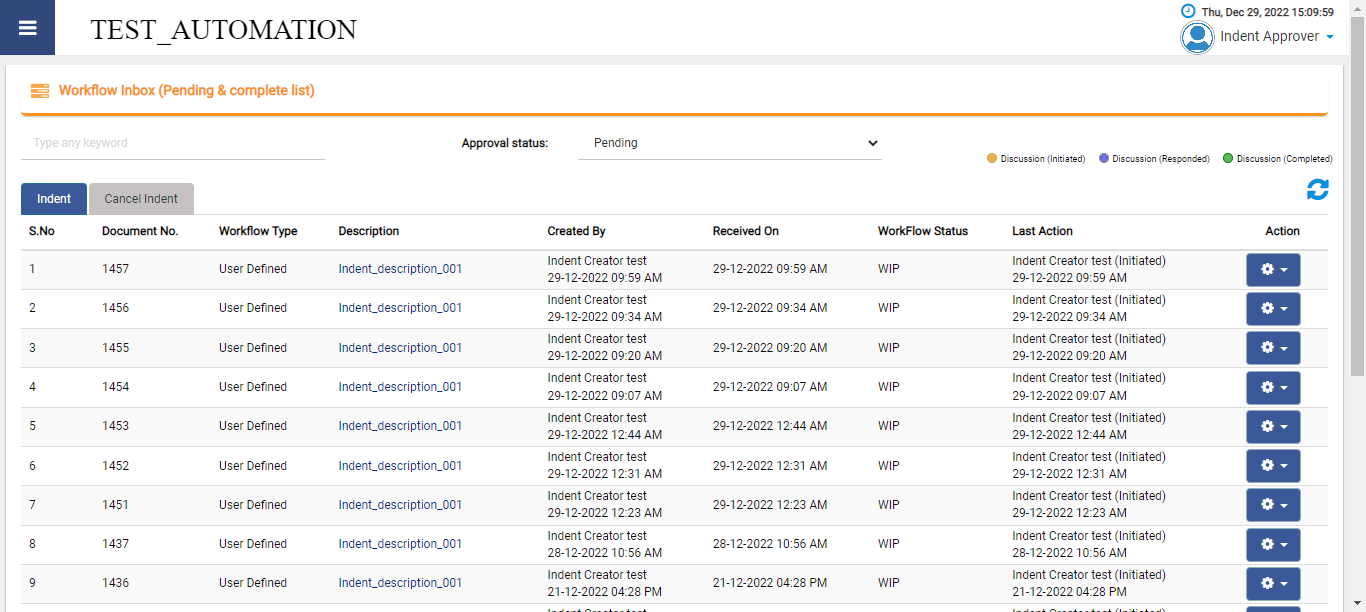 Thu, Dec 29, 2022 15:09:59
TEST_AUTOMATION
Indent Approver
Workflow Inbox (Pending & complete list)
Type any keyword
Approval status:
Pending
Discussion (Initiated)
Discussion (Responded)
Discussion (Completed)
Indent
Cancel Indent
S.No Document No. Workflow Type Description Created By Received On WorkFlow Status Last Action Action
1 1457 User Defined Indent_description_001 Indent Creator test 29-12-2022 09:59 AM 29-12-2022 09:59 AM WIP Indent Creator test (Initiated) 29-12-2022 09:59 AM
2 1456 User Defined Indent_description_001 Indent Creator test 29-12-2022 09:34 AM 29-12-2022 09:34 AM WIP Indent Creator test (Initiated) 29-12-2022 09:34 AM
3 1455 User Defined Indent_description_001 Indent Creator test 29-12-2022 09:20 AM 29-12-2022 09:20 AM WIP Indent Creator test (Initiated) 29-12-2022 09:20 AM
4 1454 User Defined Indent_description_001 Indent Creator test 29-12-2022 09:07 AM 29-12-2022 09:07 AM WIP Indent Creator test (Initiated) 29-12-2022 09:07 AM
5 1453 User Defined Indent_description_001 Indent Creator test 29-12-2022 12:44 AM 29-12-2022 12:44 AM WIP Indent Creator test (Initiated) 29-12-2022 12:44 AM
6 1452 User Defined Indent_description_001 Indent Creator test 29-12-2022 12:31 AM 29-12-2022 12:31 AM WIP Indent Creator test (Initiated) 29-12-2022 12:31 AM
7 1451 User Defined Indent_description_001 Indent Creator test 29-12-2022 12:23 AM 29-12-2022 12:23 AM WIP Indent Creator test (Initiated) 29-12-2022 12:23 AM
8 1437 User Defined Indent_description_001 Indent Creator test 28-12-2022 10:56 AM 28-12-2022 10:56 AM WIP Indent Creator test (Initiated) 28-12-2022 10:56 AM
9 1436 User Defined Indent_description_001 Indent Creator test 21-12-2022 04:28 PM 21-12-2022 04:28 PM WIP Indent Creator test (Initiated) 21-12-2022 04:28 PM